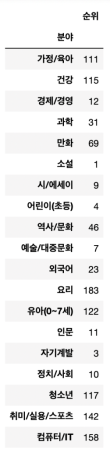 순위
분야
가정/육아 111
건강 115
경제/경영 12
과학 31
만화 69
소설 1
시/에세이 9
어린이(초등) 4
역사/문화 46
예술/대중문화 7
외국어 23
요리 183
유아(0~7세) 122
인문 11
자기계발 3
정치/사회 10
청소년 117
취미/실용/스포츠 142
컴퓨터/IT 158